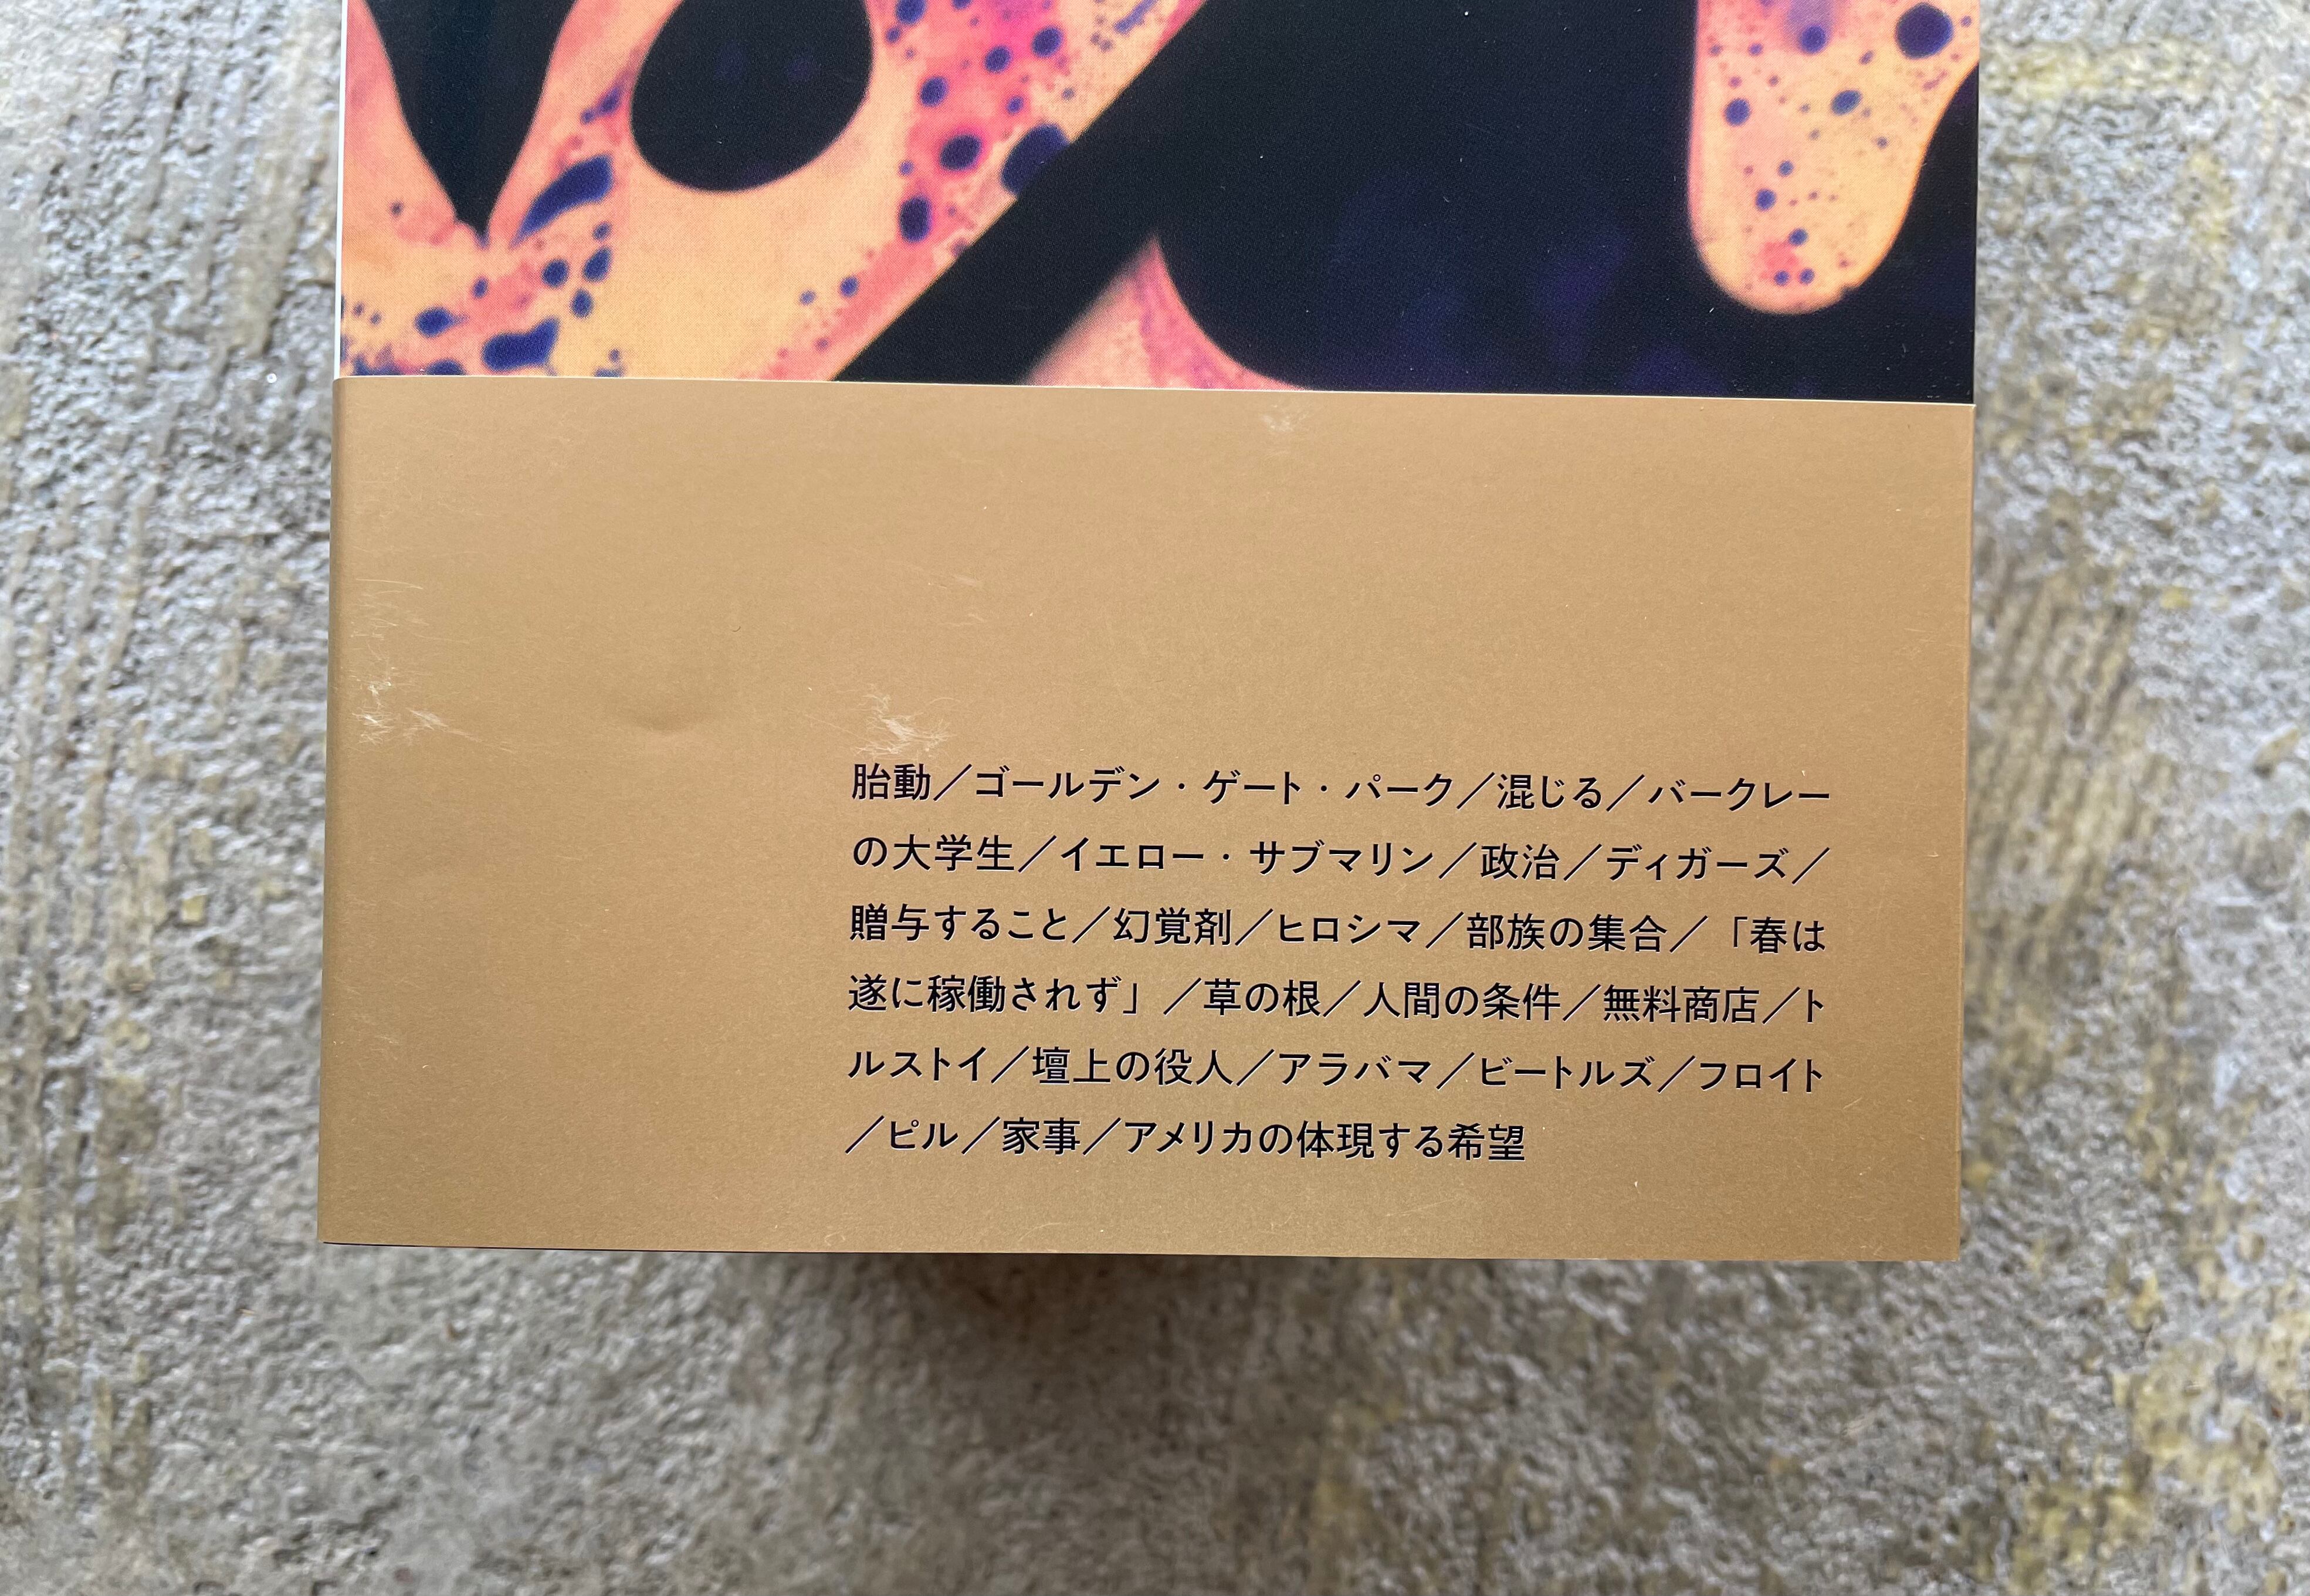 胎動／ゴールデン・ゲート・パーク／混じる／バークレー
の大学生／イエロー・サブマリン／政治／ディガーズ／
贈与すること／幻覚剤／ヒロシマ／部族の集合／「春は
遂に稼働されず」／草の根／人間の条件／無料商店／ト
ルストイ／壇上の役人／アラバマ／ビートルズ／フロイト
／ピル／家事／アメリカの体現する希望